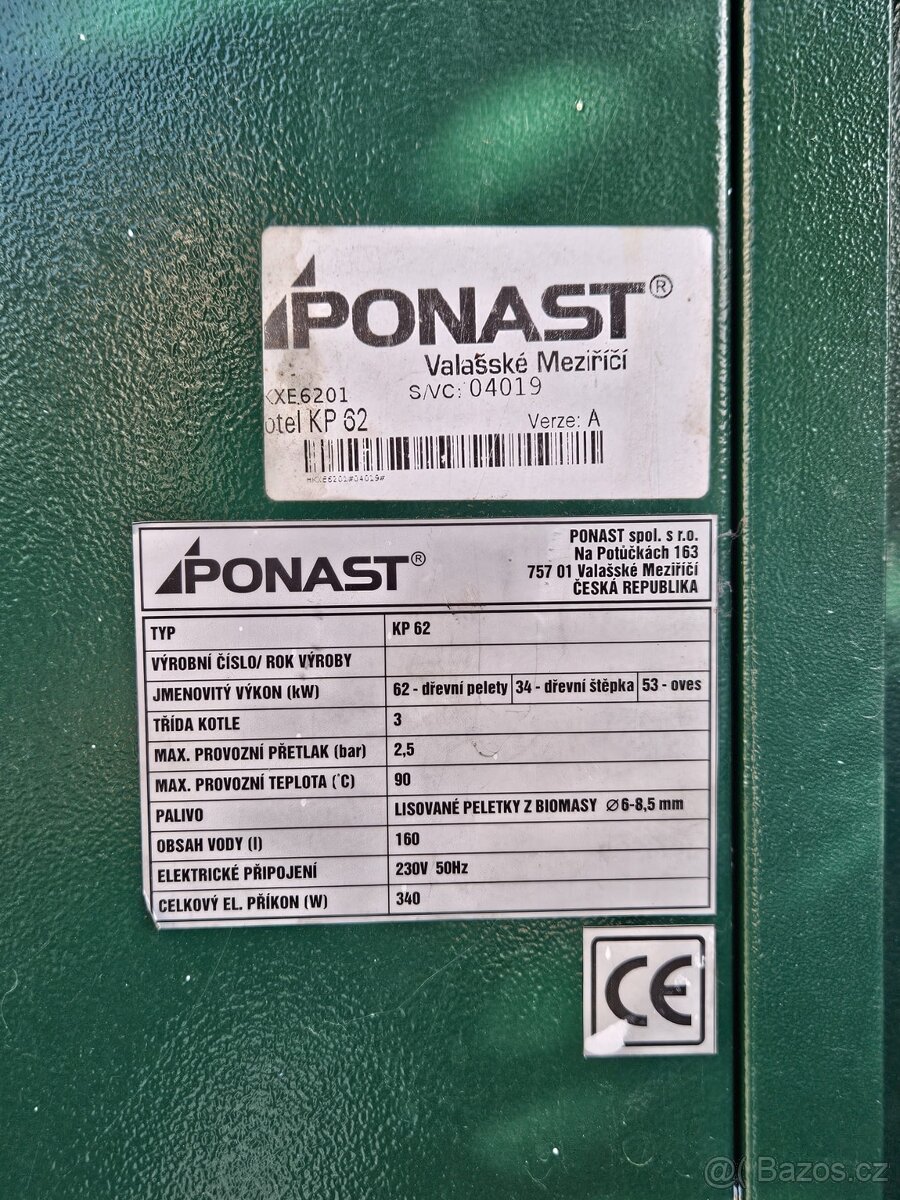 PONAST®
Valašské Meziříčí
KXE6201 S/VC: 04019
otel KP 62 Verze: A
HKXE6201#04019#
PONAST®
PONAST spol. s r.o.
Na Potůčkách 163
757 01 Valašské Meziříčí
ČESKÁ REPUBLIKA
TYP KP 62
VÝROBNÍ ČÍSLO/ ROK VÝROBY
JMENOVITÝ VÝKON (kW) 62 - dřevní pelety 34 - dřevní štěpka 53 - oves
TŘÍDA KOTLE 3
MAX. PROVOZNÍ PŘETLAK (bar) 2,5
MAX. PROVOZNÍ TEPLOTA (°C) 90
PALIVO LISOVANÉ PELETKY Z BIOMASY ⌀6-8,5 mm
OBSAH VODY (l) 160
ELEKTRICKÉ PŘIPOJENÍ 230V 50Hz
CELKOVÝ EL. PŘÍKON (W) 340
CE
@( Bazos.cz